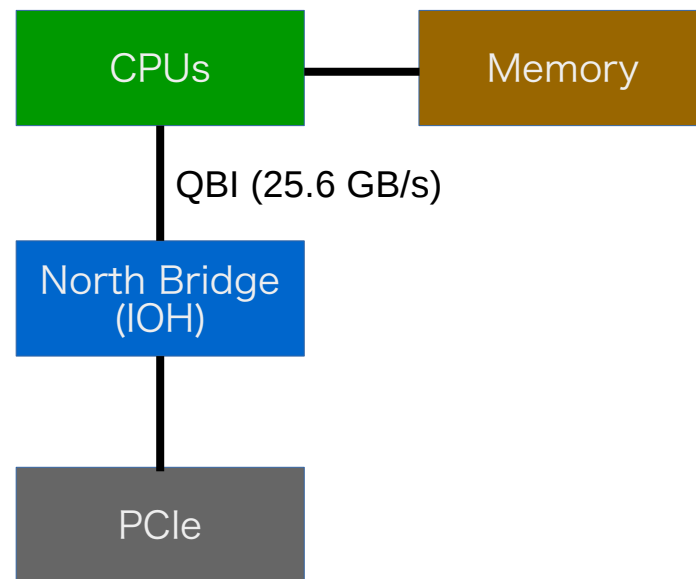 CPUs
Memory
QBI (25.6 GB/s)
North Bridge
(IOH)
PCIe